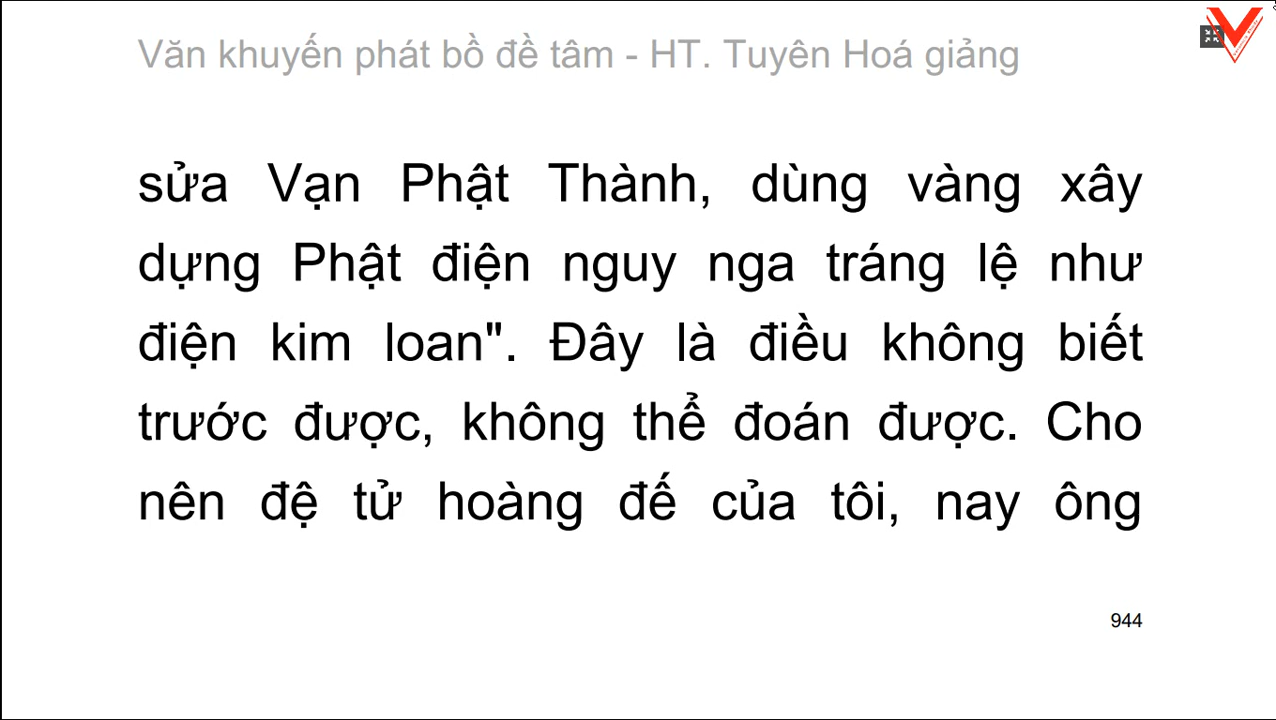 Văn khuyến phát bồ đề tâm - HT. Tuyên Hoá giảng
sửa Vạn Phật Thành, dùng vàng xây
dựng Phật điện nguy nga tráng lệ như
điện kim loan". Đây là điều không biết
trước được, không thể đoán được. Cho
nên đệ tử hoàng đế của tôi, nay ông
944